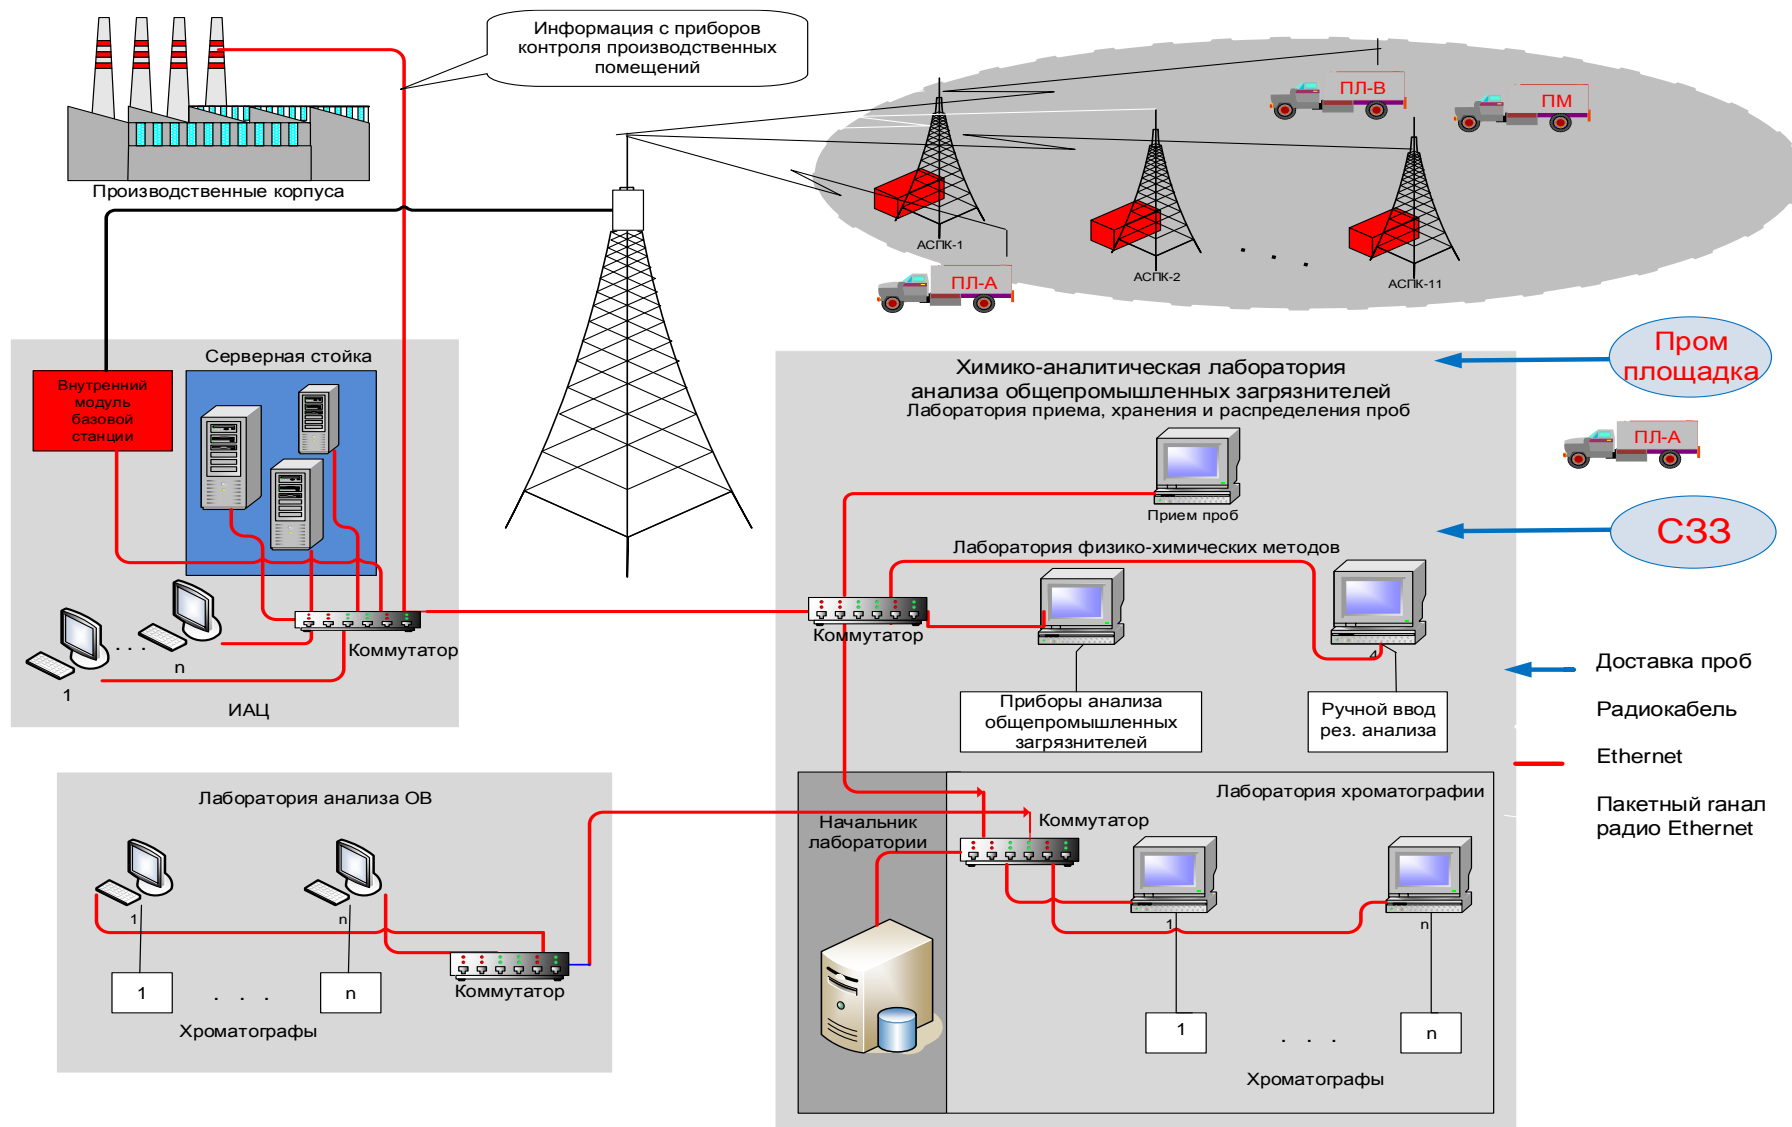 Информация с приборов
контроля производственных
помещений
Производственные корпуса
ПЛ-В
ПМ
АСПК-1
АСПК-2
. . .
АСПК-11
ПЛ-А
Серверная стойка
Внутренний
модуль
базовой
станции
. . .
1
n
Коммутатор
ИАЦ
Химико-аналитическая лаборатория
анализа общепромышленных загрязнителей
Лаборатория приема, хранения и распределения проб
Прием проб
Лаборатория физико-химических методов
Коммутатор
4
Приборы анализа
общепромышленных
загрязнителей
Ручной ввод
рез. анализа
Пром
площадка
ПЛ-А
СЗЗ
Доставка проб
Радиокабель
Ethernet
Пакетный ганал
радио Ethernet
Лаборатория анализа ОВ
1
n
1
. . .
n
Коммутатор
Хроматографы
Начальник
лаборатории
Лаборатория хроматографии
Коммутатор
1
n
1
. . .
n
Хроматографы